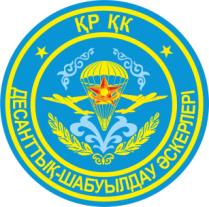 ҚР ҚК
ДЕСАНТТЫҚ-ШАБУЫЛДАУ ӘСКЕРЛЕРІ